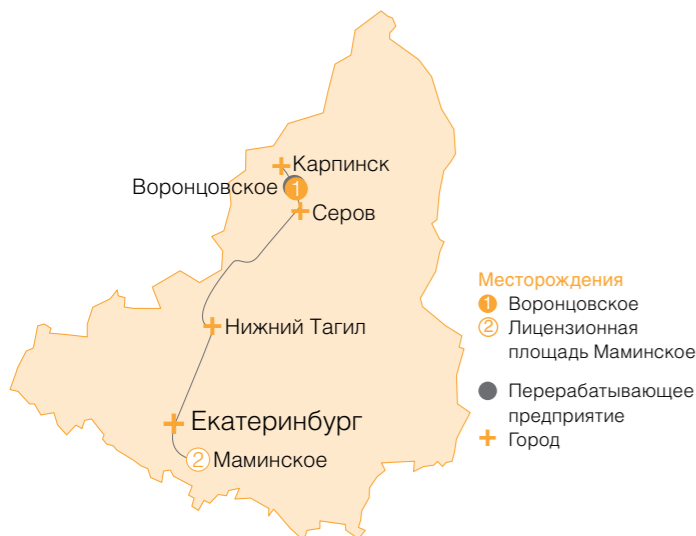 Карпинск
Воронцовское
1
Серов
Нижний Тагил
Екатеринбург
2
Маминское
Месторождения
1 Воронцовское
2 Лицензионная
площадь Маминское
Перерабатывающее
предприятие
Город